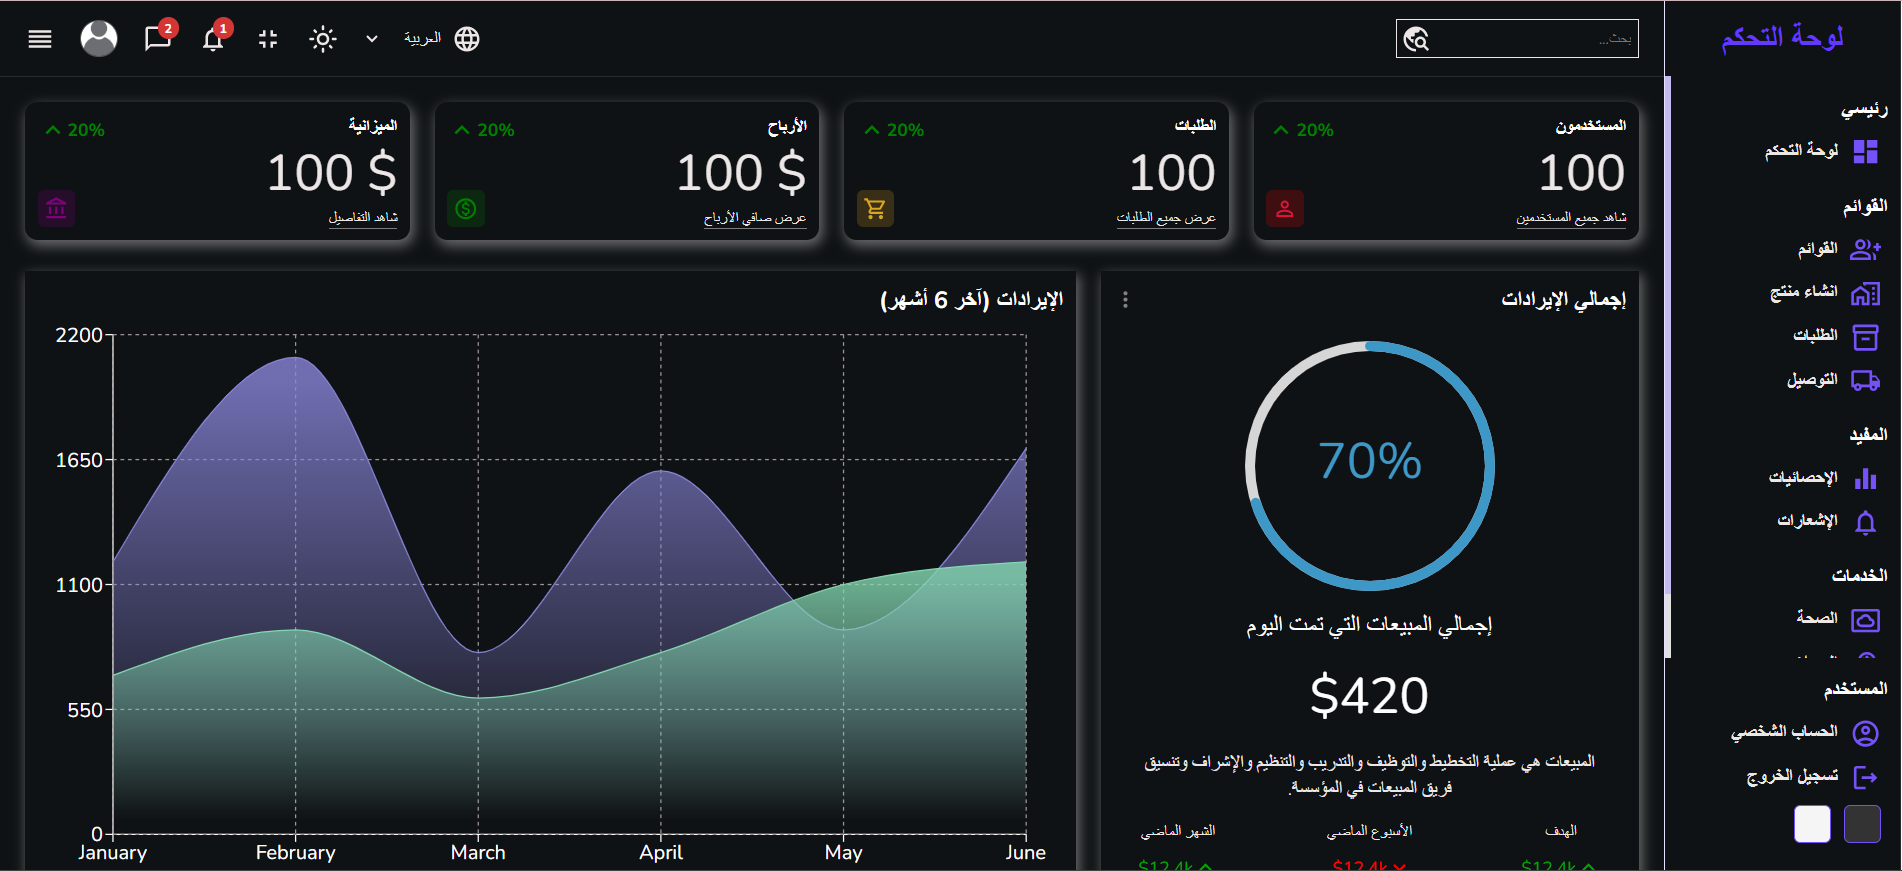 لوحة التحكم
رئيسي
لوحة التحكم
القوائم
القوائم
انشاء منتج
الطلبات
التوصيل
المفيد
الإحصائيات
الإشعارات
الخدمات
الصحة
المستخدم
الحساب الشخصي
تسجيل الخروج
بحث...
العربية
1
2
المستخدمون
20%
100
شاهد جميع المستخدمين
الطلبات
20%
100
عرض جميع الطلبات
الأرباح
20%
100 $
عرض صافي الأرباح
الميزانية
20%
100 $
شاهد التفاصيل
إجمالي الإيرادات
70%
إجمالي المبيعات التي تمت اليوم
$420
المبيعات هي عملية التخطيط والتوظيف والتدريب والتنظيم والإشراف وتنسيق
فريق المبيعات في المؤسسة.
الهدف
الأسبوع الماضي
الشهر الماضي
$12.4k
$12.4k
$12.4k
الإيرادات (آخر 6 أشهر)
2200
1650
1100
550
0
January February March April May June